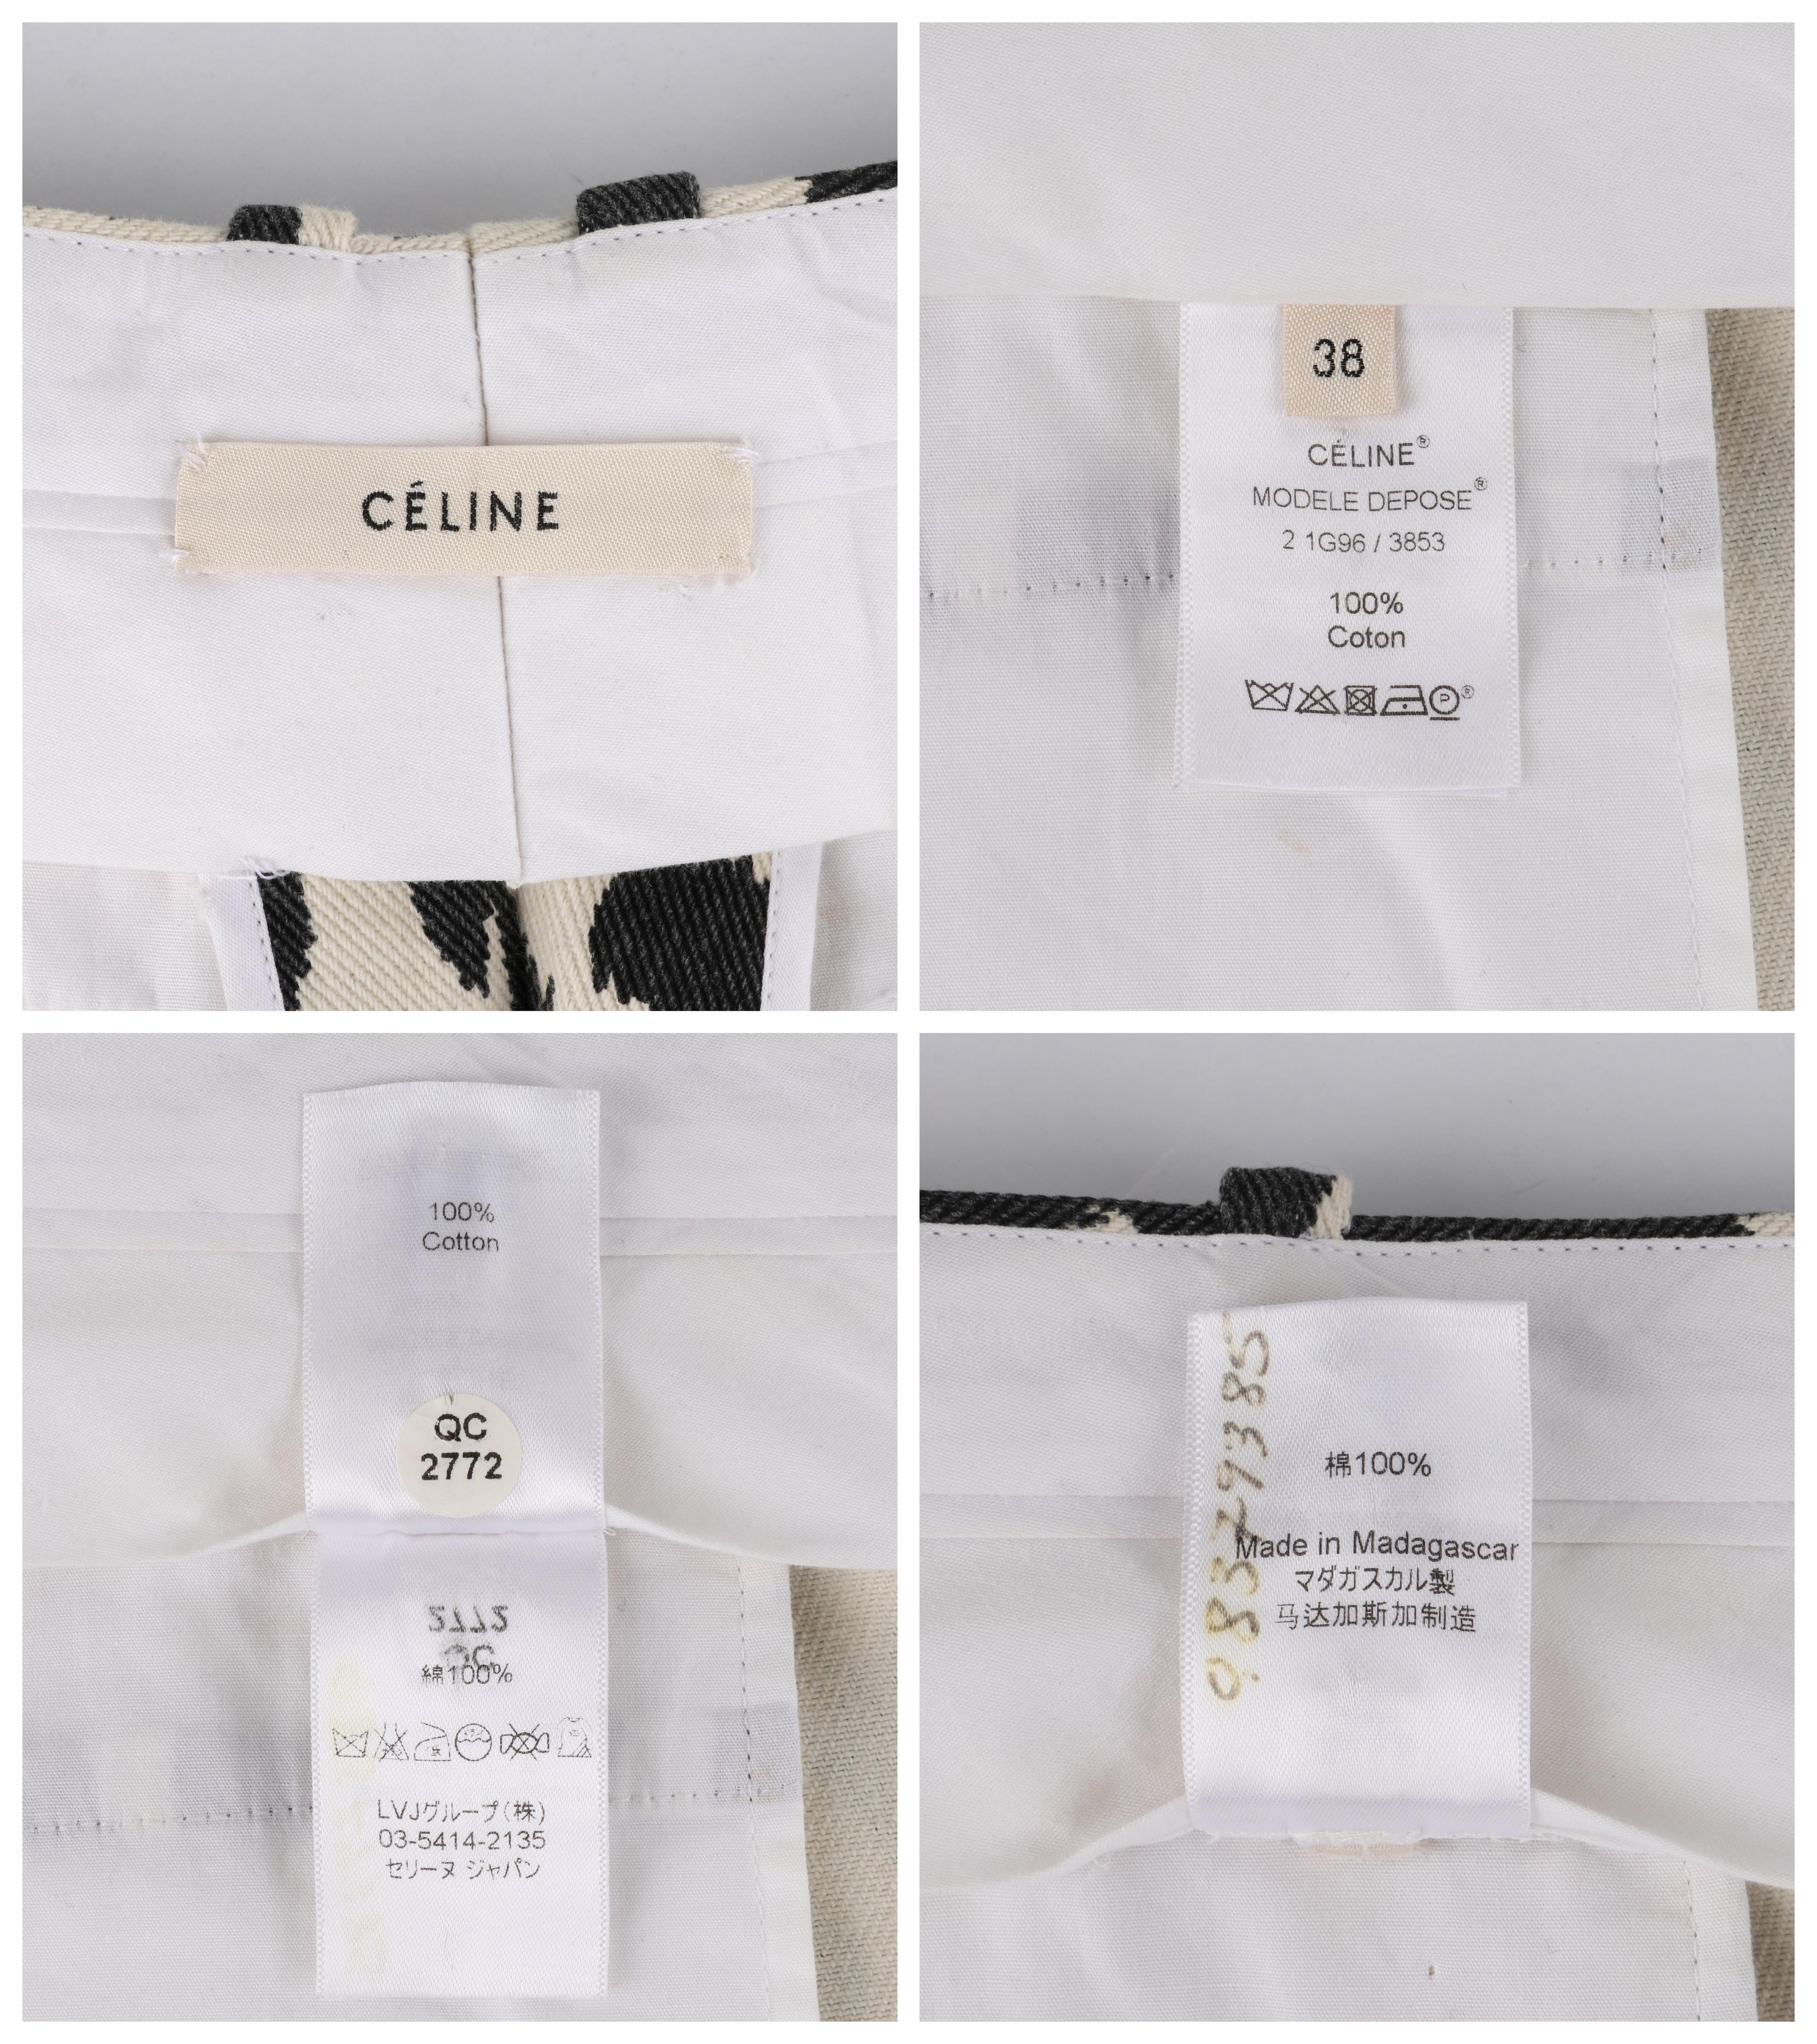 CÉLINE
38
CÉLINE®
MODELE DEPOSE®
2 1G96 / 3853
100%
Coton
P ®
100%
Cotton
QC
2772
2772
QC
綿100%
LVJグループ(株)
03-5414-2135
セリーヌ ジャパン
棉100%
Made in Madagascar
マダガスカル製
马达加斯加制造